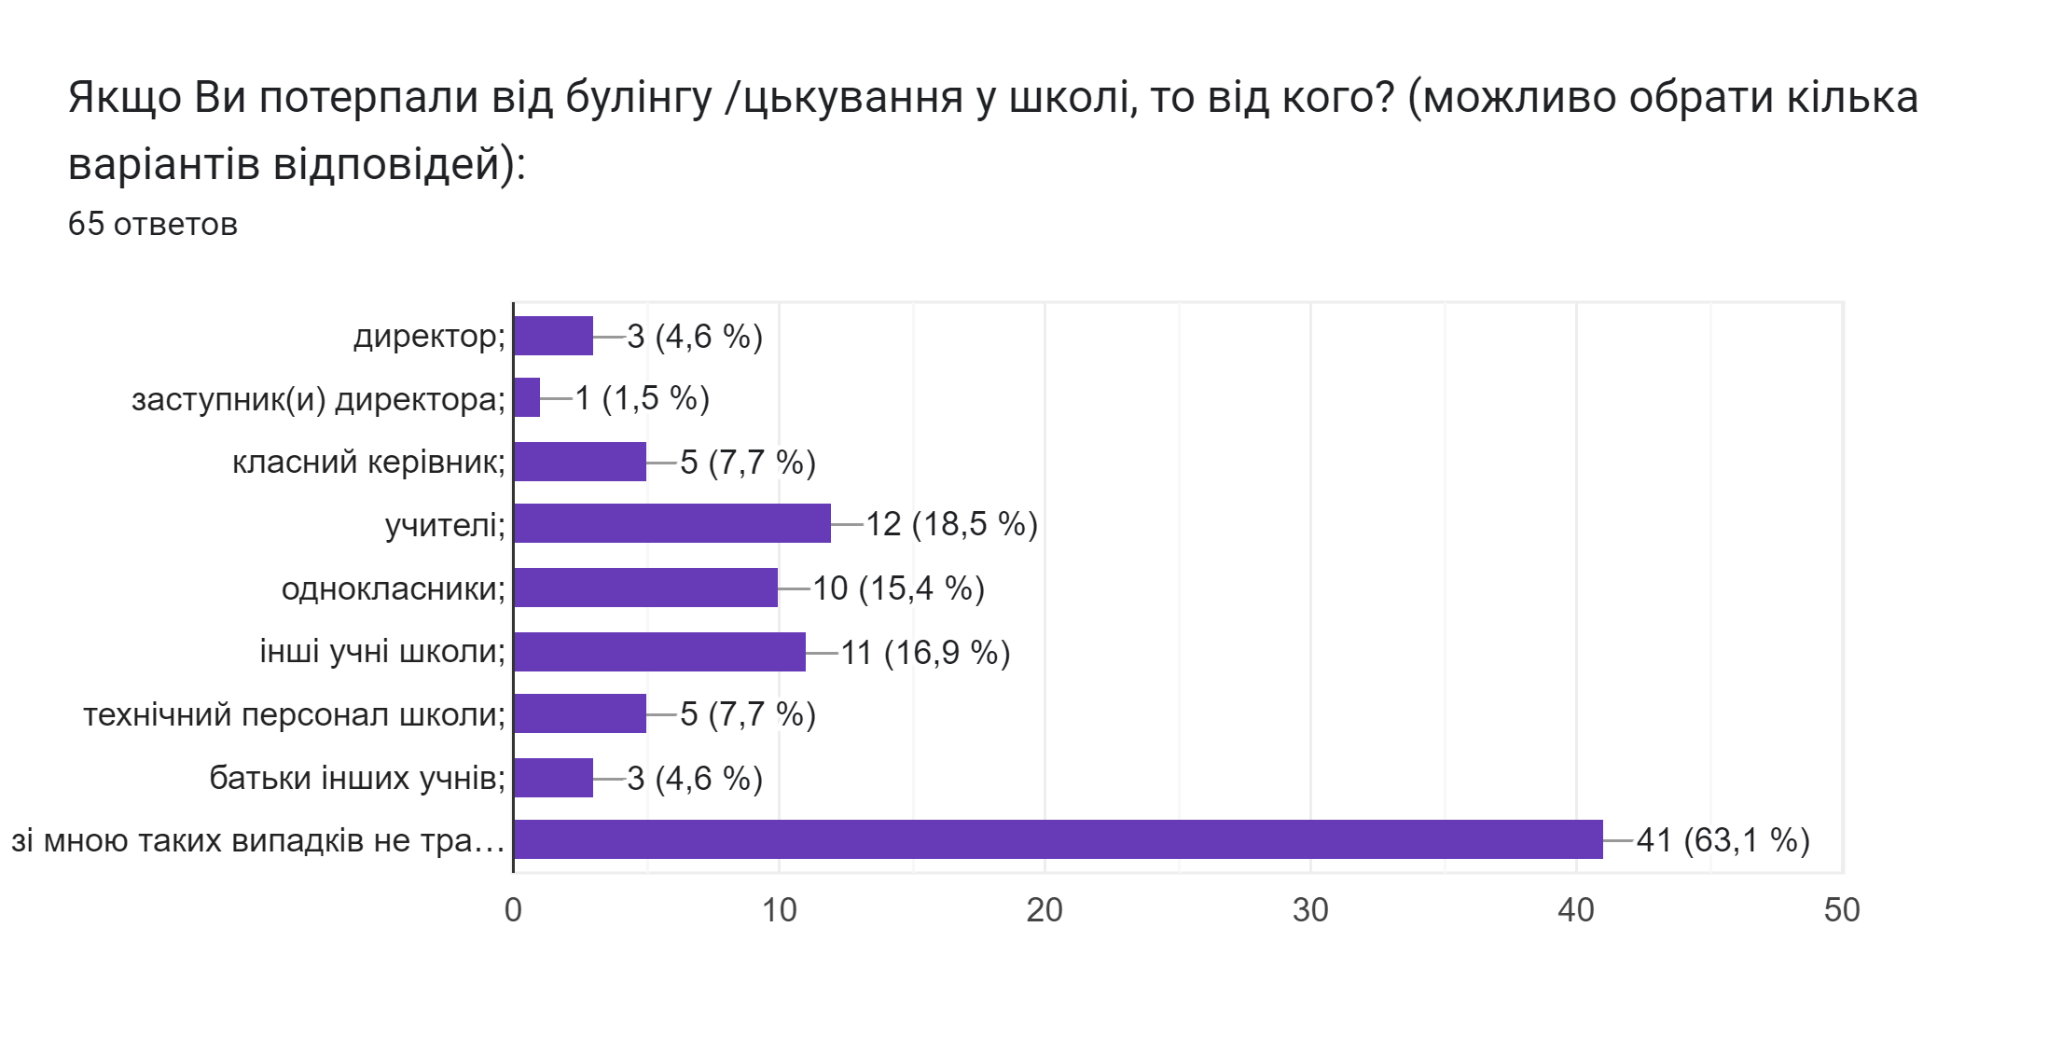 Якщо Ви потерпали від булінгу /цькування у школі, то від кого? (можливо обрати кілька
варіантів відповідей):
65 ответов
директор; 3 (4,6 %)
заступник(и) директора; 1 (1,5 %)
класний керівник; 5 (7,7 %)
учителі; 12 (18,5 %)
однокласники; 10 (15,4 %)
інші учні школи; 11 (16,9 %)
технічний персонал школи; 5 (7,7 %)
батьки інших учнів; 3 (4,6 %)
зі мною таких випадків не тра… 41 (63,1 %)
0 10 20 30 40 50